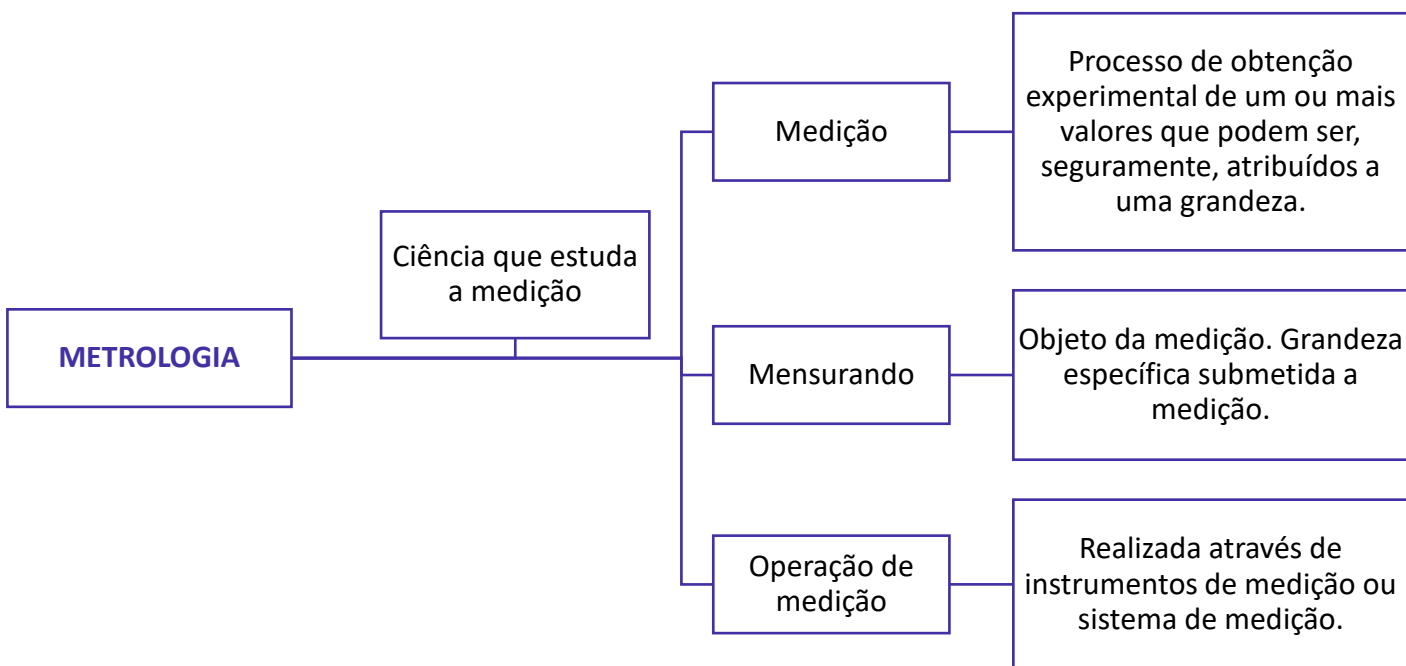 METROLOGIA
Ciência que estuda
a medição
Medição
Processo de obtenção
experimental de um ou mais
valores que podem ser,
seguramente, atribuídos a
uma grandeza.
Mensurando
Objeto da medição. Grandeza
específica submetida a
medição.
Operação de
medição
Realizada através de
instrumentos de medição ou
sistema de medição.